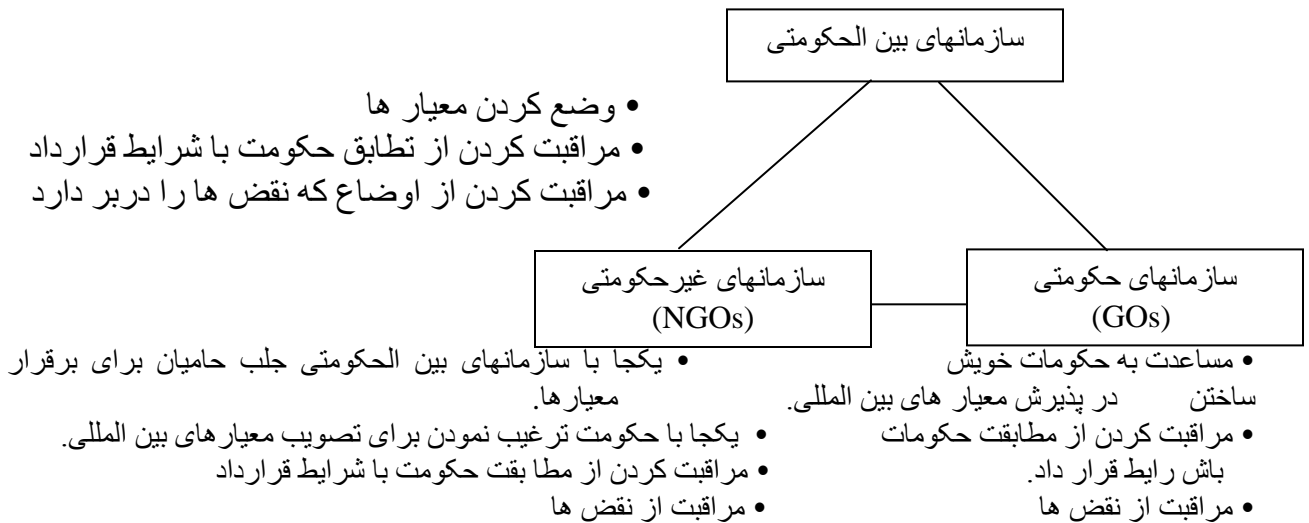 سازمانهای بین الحکومتی
• وضع کردن معیار ها
• مراقبت کردن از تطابق حکومت با شرایط قرارداد
• مراقبت کردن از اوضاع که نقض ها را دربر دارد
سازمانهای حکومتی
(GOs)
سازمانهای غیرحکومتی
(NGOs)
• مساعدت به حکومات خویش
ساختن در پذیرش معیار های بین المللی.
• مراقبت کردن از مطابقت حکومات
باش رایط قرار داد.
• مراقبت از نقض ها
• یکجا با سازمانهای بین الحکومتی جلب حامیان برای برقرار
معیارها.
• یکجا با حکومت ترغیب نمودن برای تصویب معیارهای بین المللی.
• مراقبت کردن از مطا بقت حکومت با شرایط قرارداد
• مراقبت از نقض ها